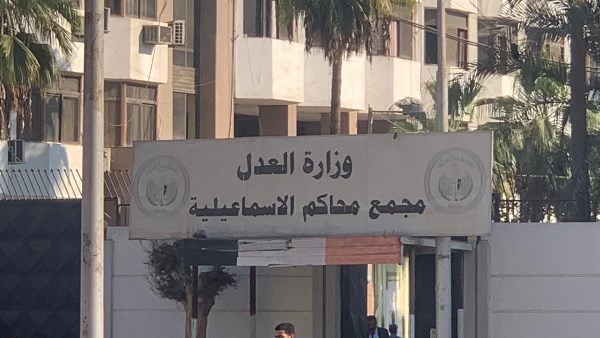 وزارة العدل
مجمع محاكم الاسماعيلية